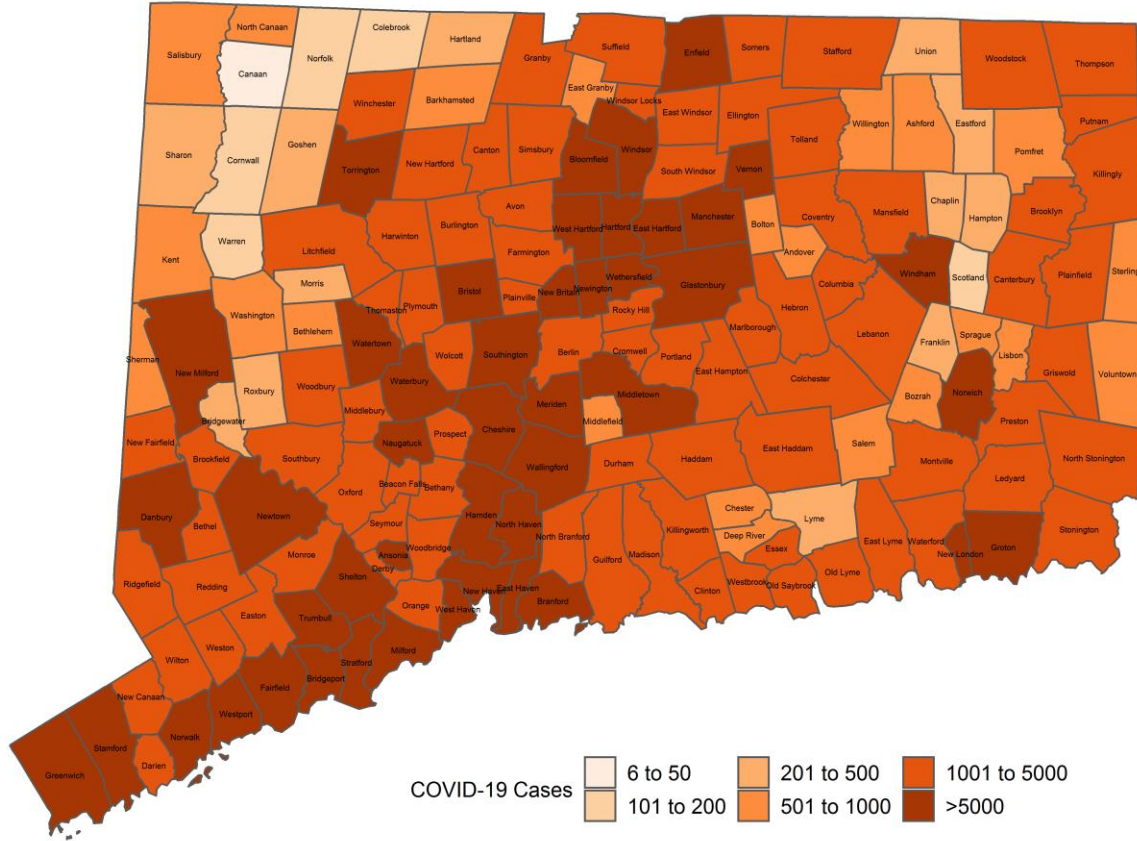 North Canaan
Colebrook
Hartland
Salisbury
Canaan
Norfolk
Granby
Suffield
Enfield
Somers
Stafford
Union
Woodstock
Thompson
Winchester
Barkhamsted
East Granby
Windsor Locks
East Windsor
Ellington
Willington
Ashford
Eastford
Putnam
Sharon
Cornwall
Goshen
Torrington
New Hartford
Canton
Simsbury
Bloomfield
Windsor
South Windsor
Vernon
Tolland
Pomfret
Killingly
Kent
Warren
Litchfield
Harwinton
Burlington
Avon
Farmington
West Hartford
Hartford
East Hartford
Manchester
Bolton
Andover
Coventry
Mansfield
Chaplin
Hampton
Brooklyn
Morris
Washington
Bethlehem
Thomaston
Plymouth
Bristol
Plainville
New Britain
Newington
Wethersfield
Glastonbury
Rocky Hill
Hebron
Columbia
Windham
Scotland
Canterbury
Plainfield
Sterling
Sherman
New Milford
Roxbury
Bridgewater
Woodbury
Watertown
Waterbury
Wolcott
Southington
Berlin
Cromwell
Portland
Marlborough
East Hampton
Colchester
Lebanon
Franklin
Sprague
Lisbon
Griswold
Voluntown
Middlebury
Naugatuck
Prospect
Cheshire
Meriden
Middletown
Middlefield
Bozrah
Norwich
Preston
New Fairfield
Brookfield
Southbury
Oxford
Beacon Falls
Bethany
Wallingford
Durham
Haddam
East Haddam
Salem
Montville
Ledyard
North Stonington
Danbury
Bethel
Newtown
Seymour
Woodbridge
Hamden
North Haven
North Branford
Guilford
Madison
Killingworth
Chester
Deep River
Essex
Lyme
East Lyme
Waterford
New London
Groton
Stonington
Ridgefield
Redding
Monroe
Ansonia
Derby
Shelton
Orange
West Haven
New Haven
East Haven
Branford
Clinton
Westbrook
Old Saybrook
Old Lyme
Easton
Trumbull
Weston
Wilton
Stratford
Milford
Bridgeport
Fairfield
Westport
New Canaan
Norwalk
Darien
Stamford
Greenwich
COVID-19 Cases
6 to 50
101 to 200
201 to 500
501 to 1000
1001 to 5000
>5000